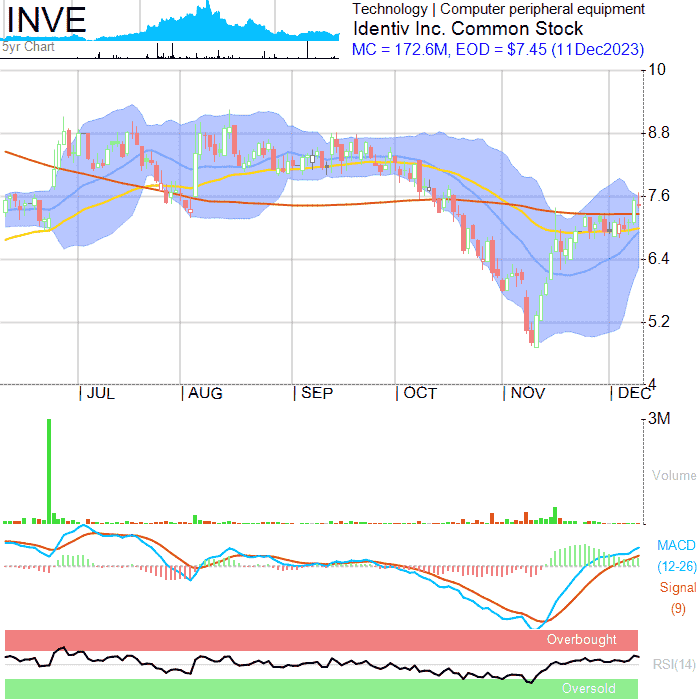 INVE
5yr Chart
Technology | Computer peripheral equipment
Identiv Inc. Common Stock
MC = 172.6M, EOD = $7.45 (11Dec2023)
10
8.8
7.6
6.4
5.2
4
| JUL
| AUG
| SEP
| OCT
| NOV
| DEC
3M
Volume
MACD
(12-26)
Signal
(9)
Overbought
RSI(14)
Oversold